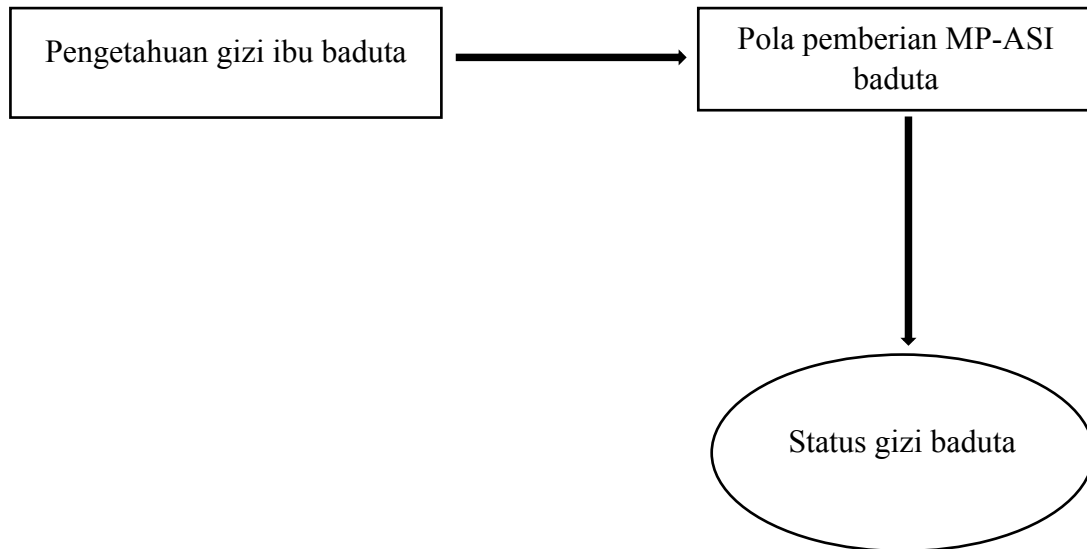 Pengetahuan gizi ibu baduta
Pola pemberian MP-ASI
baduta
Status gizi baduta